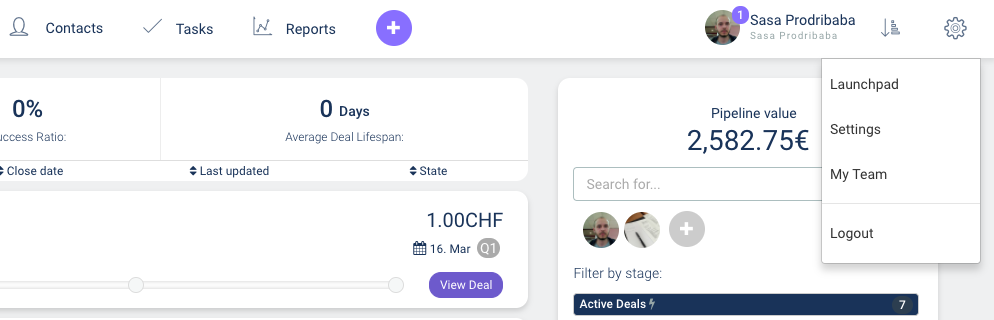 Contacts
Tasks
Reports
1
Sasa Prodribaba
Sasa Prodribaba
Launchpad
Settings
My Team
Logout
0%
0 Days
uccess Ratio:
Average Deal Lifespan:
Close date
Last updated
State
1.00CHF
16. Mar Q1
View Deal
Pipeline value
2,582.75€
Search for...
Filter by stage:
Active Deals 7